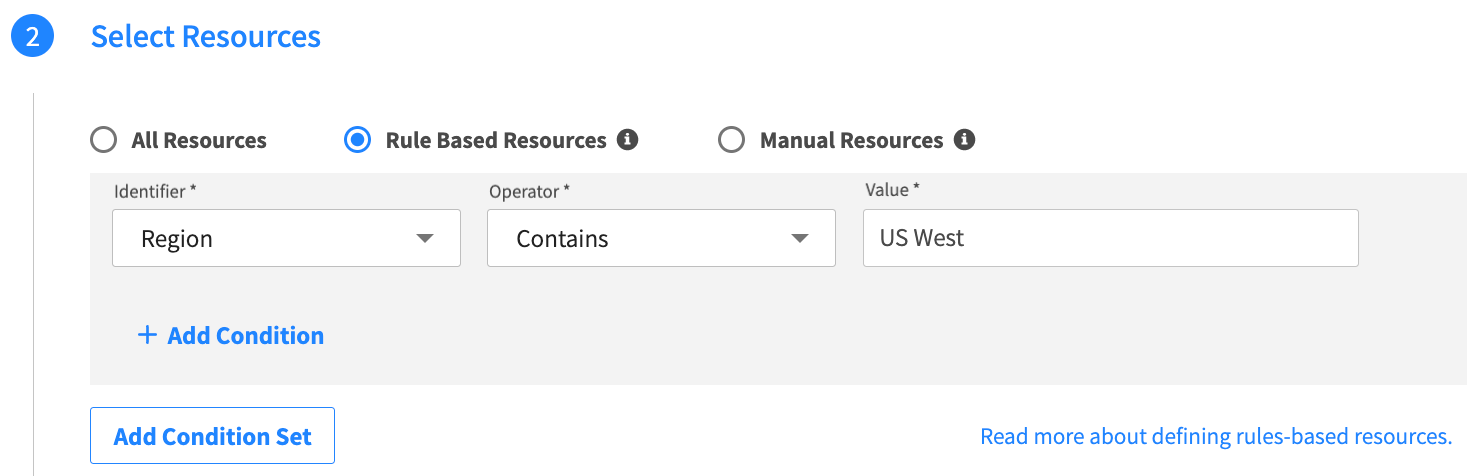 2 Select Resources
All Resources Rule Based Resources Manual Resources
Identifier * Operator * Value *
Region Contains US West
+ Add Condition
Add Condition Set Read more about defining rules-based resources.